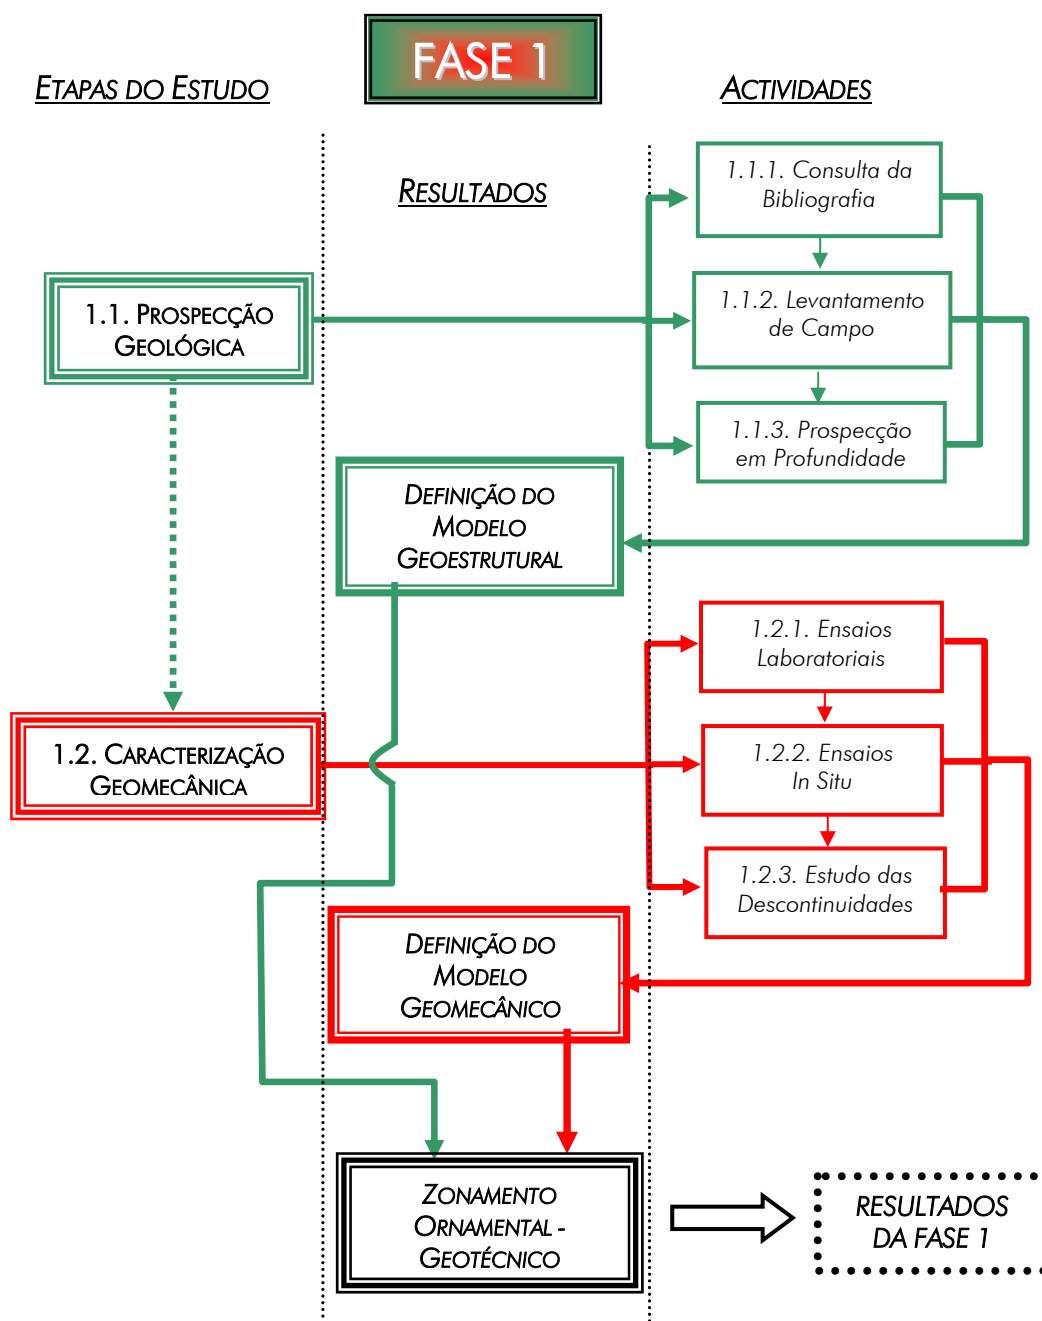 FASE 1
ETAPAS DO ESTUDO
ACTIVIDADES
RESULTADOS
1.1.1. Consulta da
Bibliografia
1.1. PROSPECÇÃO
GEOLÓGICA
1.1.2. Levantamento
de Campo
1.1.3. Prospecção
em Profundidade
DEFINIÇÃO DO
MODELO
GEOESTRUTURAL
1.2.1. Ensaios
Laboratoriais
1.2. CARACTERIZAÇÃO
GEOMECÂNICA
1.2.2. Ensaios
In Situ
1.2.3. Estudo das
Descontinuidades
DEFINIÇÃO DO
MODELO
GEOMECÂNICO
ZONAMENTO
ORNAMENTAL -
GEOTÉCNICO
RESULTADOS
DA FASE 1